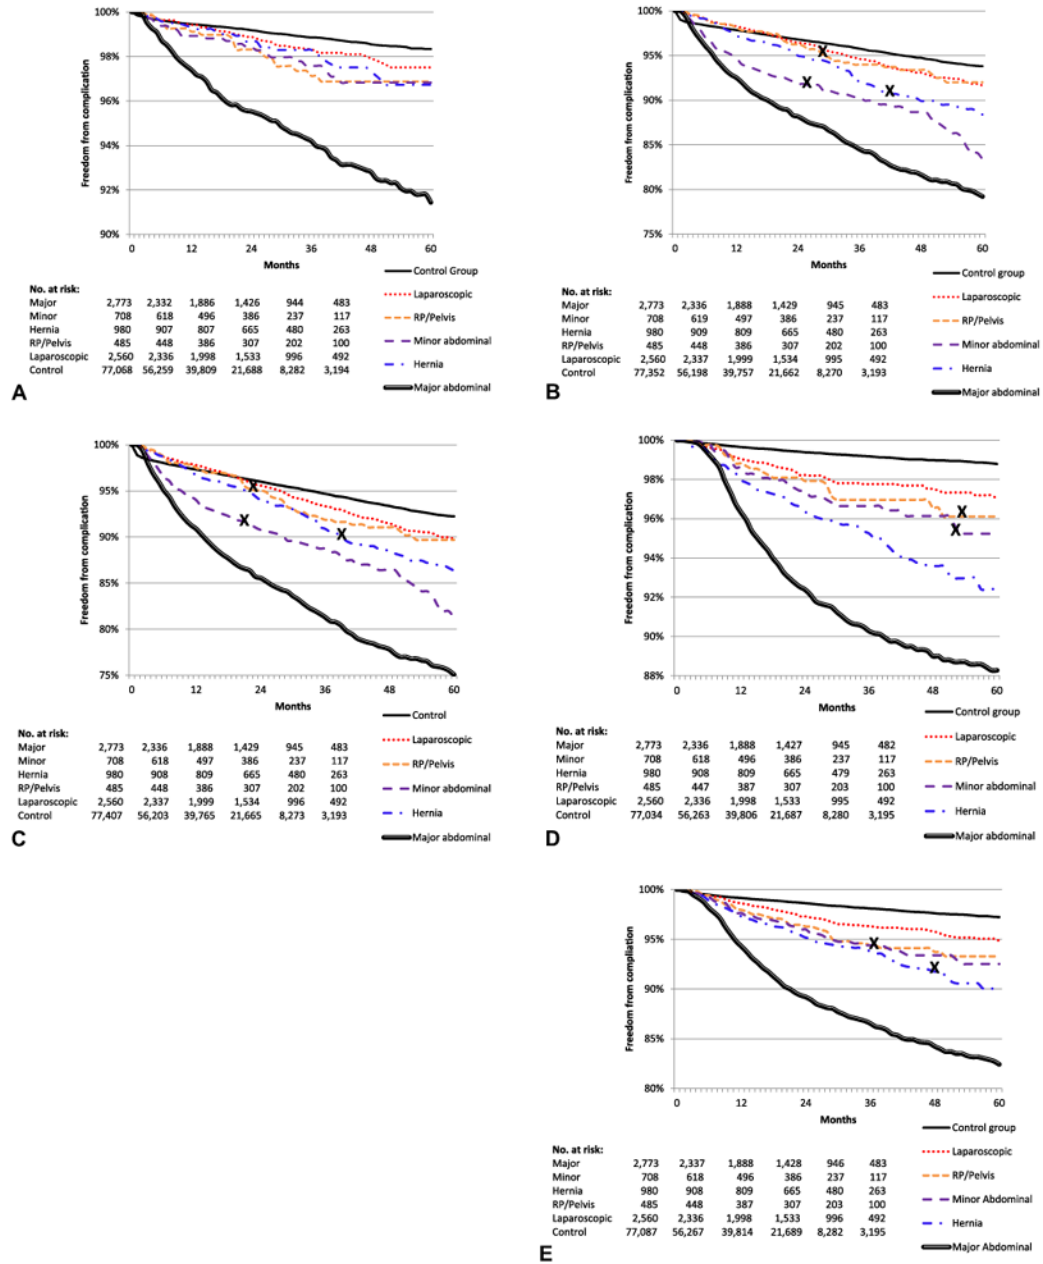 100%
98%
96%
94%
92%
90%
Freedom from complication
0 12 24 36 48 60
Months
Control Group
Laparoscopic
RP/Pelvis
Minor abdominal
Hernia
Major abdominal
No. at risk:
Major 2,773 2,332 1,886 1,426 944 483
Minor 708 618 496 386 237 117
Hernia 980 907 807 665 480 263
RP/Pelvis 485 448 386 307 202 100
Laparoscopic 2,560 2,336 1,998 1,533 996 492
Control 77,068 56,259 39,809 21,688 8,282 3,194
A
100%
95%
90%
85%
80%
75%
Freedom from complication
X
X
X
0 12 24 36 48 60
Months
Control group
Laparoscopic
RP/Pelvis
Minor abdominal
Hernia
Major abdominal
No. at risk:
Major 2,773 2,336 1,888 1,429 945 483
Minor 708 619 497 386 237 117
Hernia 980 909 809 665 480 263
RP/Pelvis 485 448 386 307 202 100
Laparoscopic 2,560 2,337 1,999 1,534 995 492
Control 77,352 56,198 39,757 21,662 8,270 3,193
B
100%
95%
90%
85%
80%
75%
Freedom from complication
X
X
X
0 12 24 36 48 60
Months
Control
Laparoscopic
RP/Pelvis
Minor abdominal
Hernia
Major abdominal
No. at risk:
Major 2,773 2,336 1,888 1,429 945 483
Minor 708 618 497 386 237 117
Hernia 980 908 809 665 480 263
RP/Pelvis 485 448 386 307 202 100
Laparoscopic 2,560 2,337 1,999 1,534 996 492
Control 77,407 56,203 39,765 21,665 8,273 3,193
C
100%
98%
96%
94%
92%
90%
88%
Freedom from complication
X
X
0 12 24 36 48 60
Months
Control group
Laparoscopic
RP/Pelvis
Minor abdominal
Hernia
Major abdominal
No. at risk:
Major 2,773 2,336 1,888 1,427 945 482
Minor 708 618 496 386 237 117
Hernia 980 908 809 665 479 263
RP/Pelvis 485 447 387 307 203 100
Laparoscopic 2,560 2,336 1,998 1,533 995 492
Control 77,034 56,263 39,806 21,687 8,280 3,195
D
100%
95%
90%
85%
80%
Freedom from compliation
X
X
0 12 24 36 48 60
Months
Control group
Laparoscopic
RP/Pelvis
Minor Abdominal
Hernia
Major Abdominal
No. at risk:
Major 2,773 2,337 1,888 1,428 946 483
Minor 708 618 496 386 237 117
Hernia 980 908 809 665 480 263
RP/Pelvis 485 448 387 307 203 100
Laparoscopic 2,560 2,336 1,998 1,533 996 492
Control 77,087 56,267 39,814 21,689 8,282 3,195
E